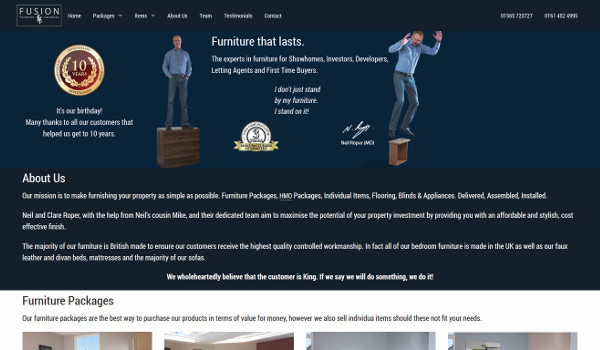 FUSION
Home Packages Items About Us Team Testimonials Contact 01565 723727 0161 452 4993
10
YEARS
It's our birthday!
Many thanks to all our customers that
helped us get to 10 years.
Furniture that lasts.
The experts in furniture for Showhomes, Investors, Developers,
Letting Agents and First Time Buyers.
I don't just stand
by my furniture.
I stand on it!
3
Neil Roper (MD)
About Us
Our mission is to make furnishing your property as simple as possible. Furniture Packages, HMO Packages, Individual Items, Flooring, Blinds & Appliances. Delivered, Assembled, Installed.
Neil and Clare Roper, with the help from Neil's cousin Mike, and their dedicated team aim to maximise the potential of your property investment by providing you with an affordable and stylish, cost
effective finish.
The majority of our furniture is British made to ensure our customers receive the highest quality controlled workmanship. In fact all of our bedroom furniture is made in the UK as well as our faux
leather and divan beds, mattresses and the majority of our sofas.
We wholeheartedly believe that the customer is King. If we say we will do something, we do it!
Furniture Packages
Our furniture packages are the best way to purchase our products in terms of value for money, however we also sell individua items should these not fit your needs.